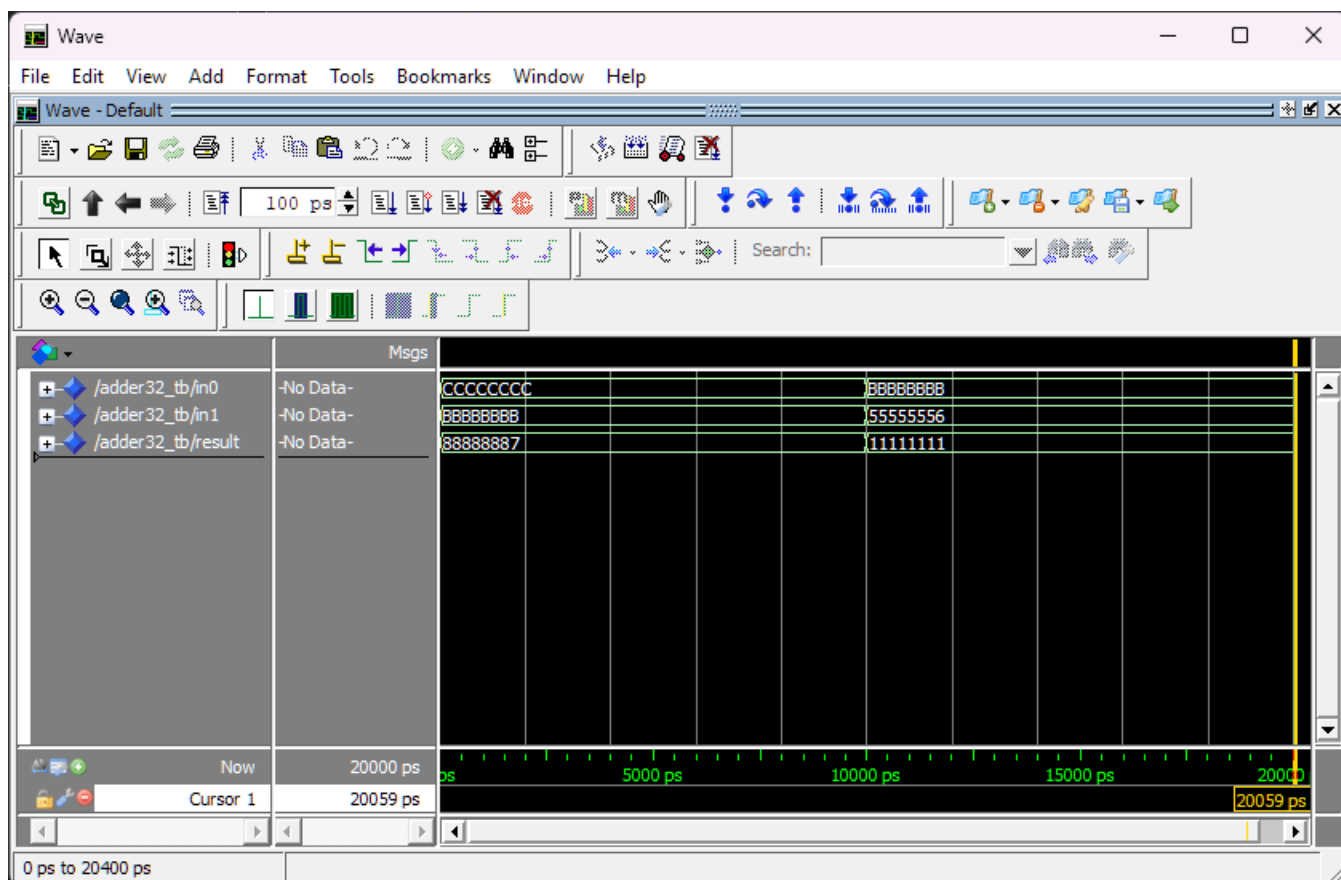 Wave
File Edit View Add Format Tools Bookmarks Window Help
Wave - Default
100 ps
Search:
Msgs
/adder32_tb/in0 -No Data- CCCCCCCC BBBBBBBB
/adder32_tb/in1 -No Data- BBBBBBBB 55555556
/adder32_tb/result -No Data- 88888887 11111111
Now 20000 ps ps 5000 ps 10000 ps 15000 ps 20000
Cursor 1 20059 ps 20059 ps
0 ps to 20400 ps